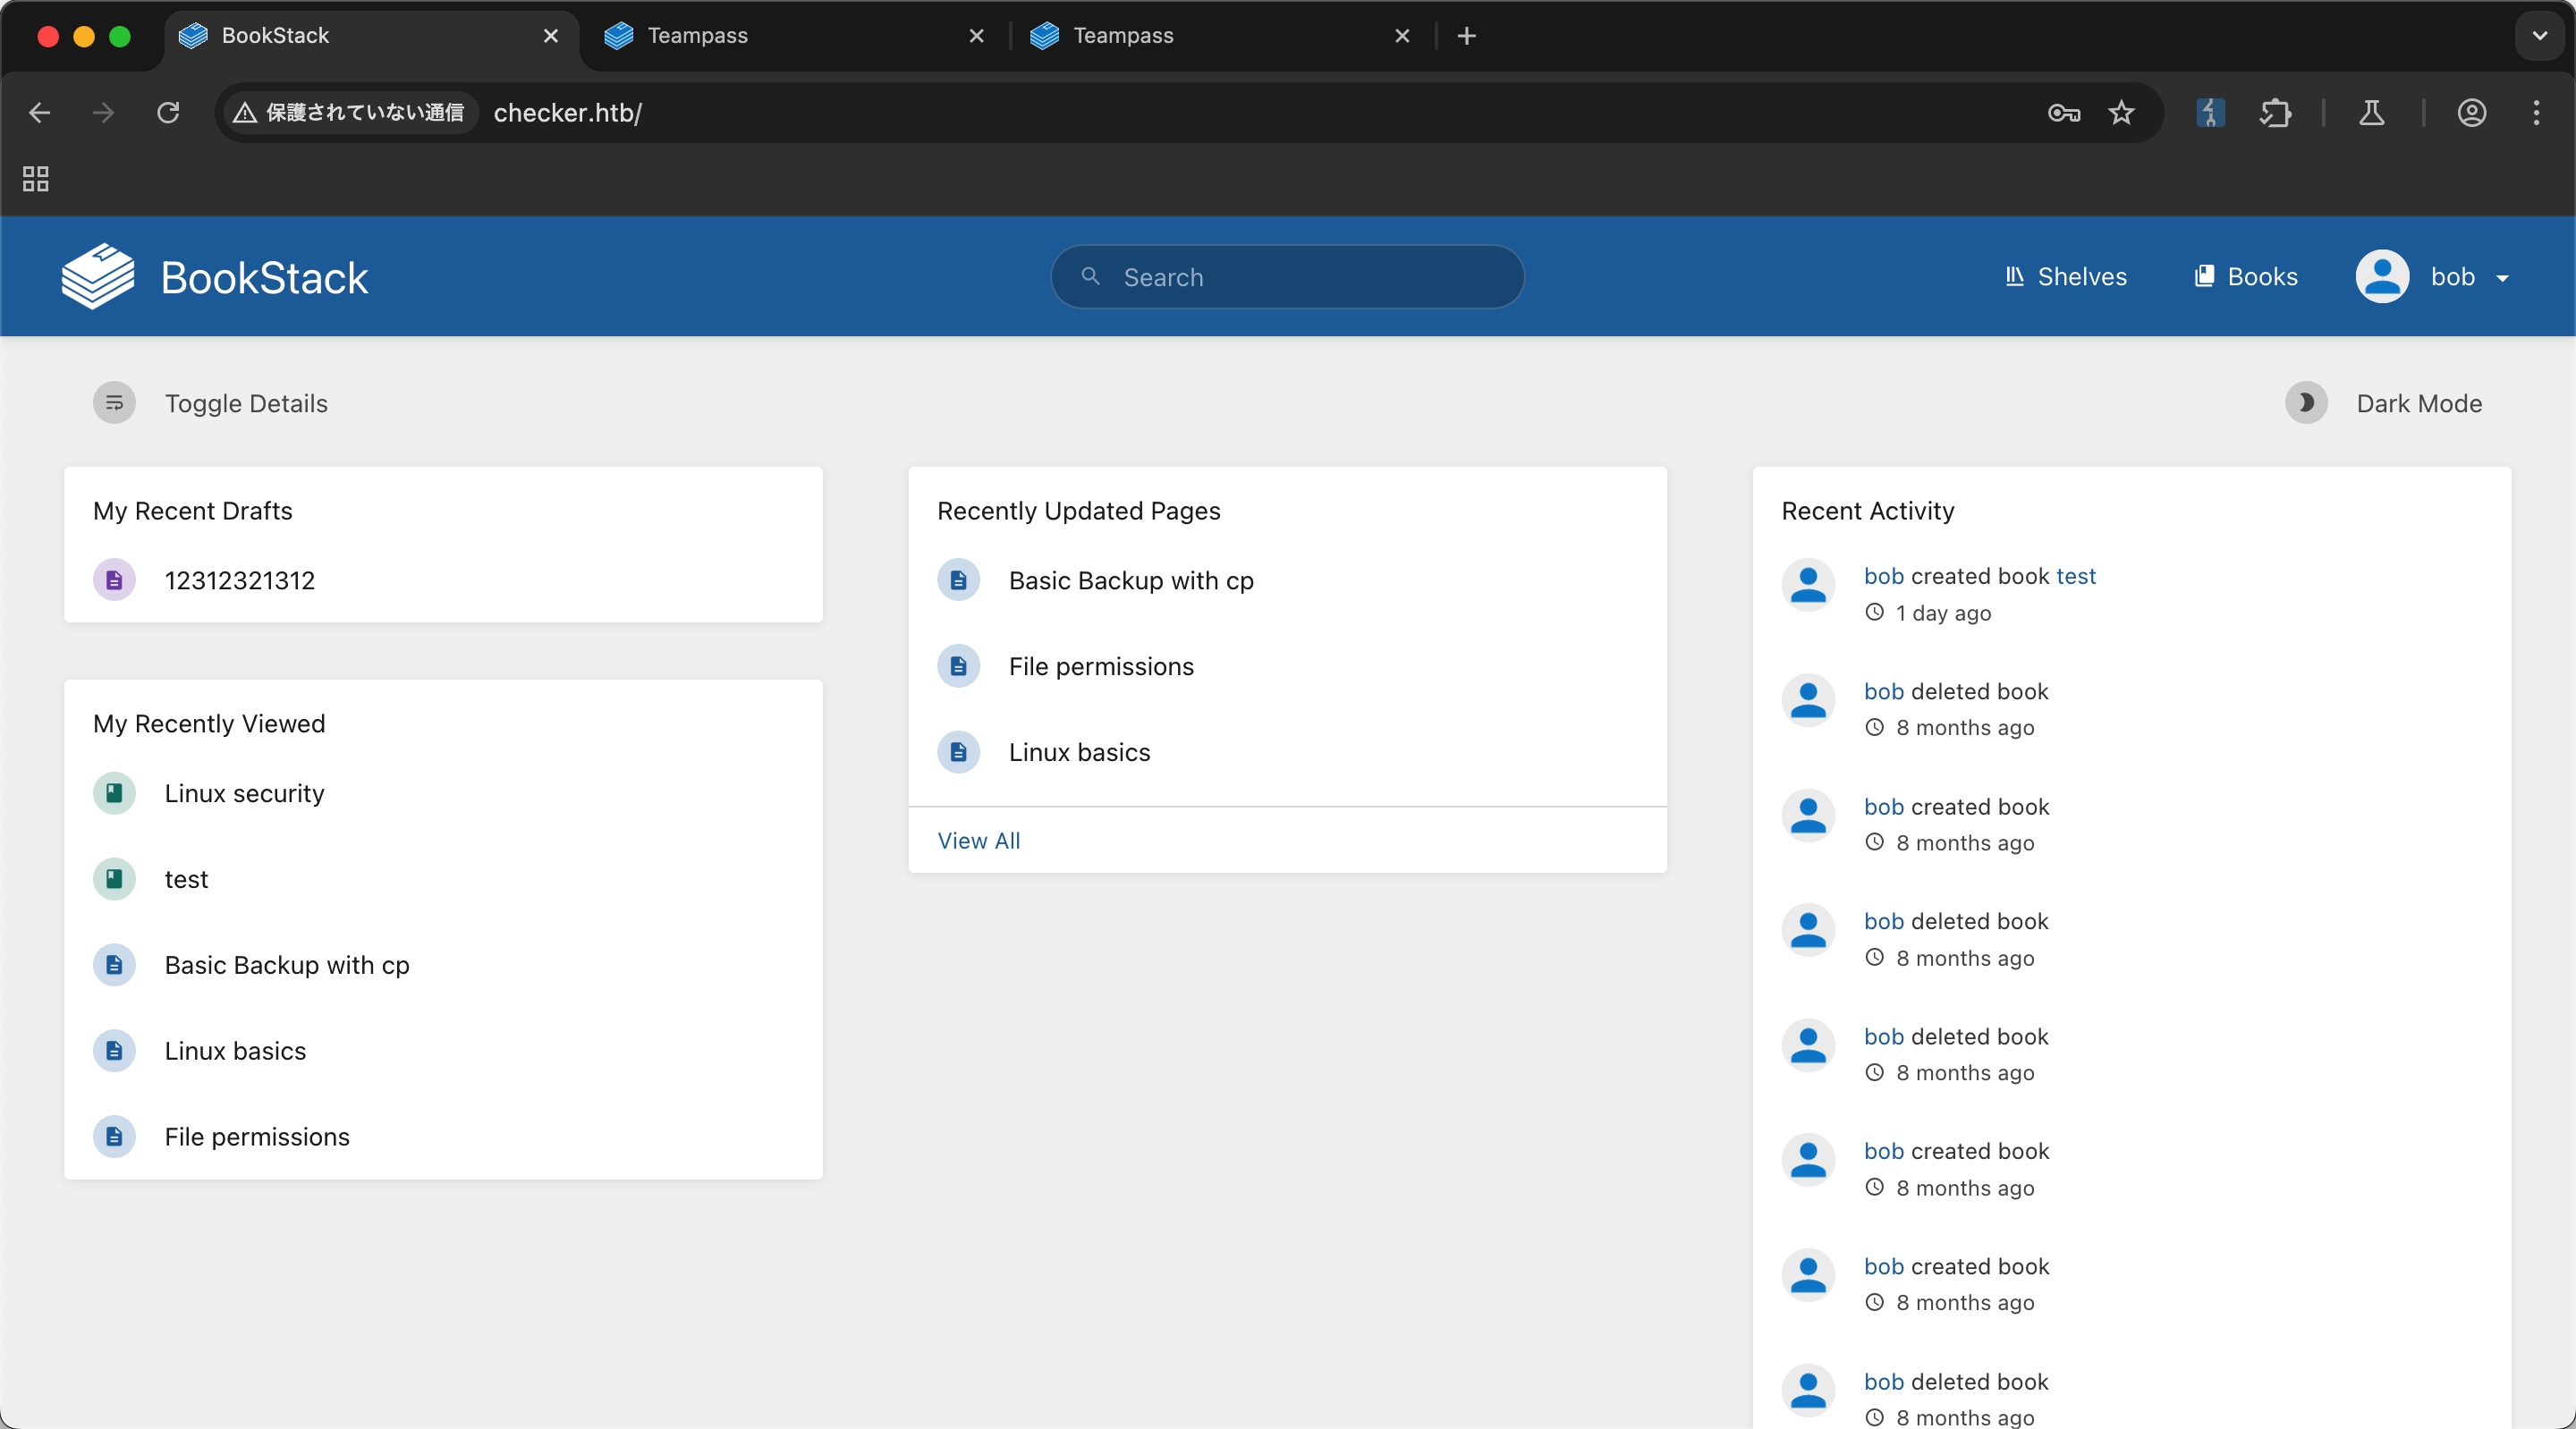 BookStack
Teampass
Teampass
保護されていない通信
checker.htb/
BookStack
Search
Shelves
Books
bob
Toggle Details
Dark Mode
My Recent Drafts
12312321312
My Recently Viewed
Linux security
test
Basic Backup with cp
Linux basics
File permissions
Recently Updated Pages
Basic Backup with cp
File permissions
Linux basics
View All
Recent Activity
bob created book test
1 day ago
bob deleted book
8 months ago
bob created book
8 months ago
bob deleted book
8 months ago
bob deleted book
8 months ago
bob created book
8 months ago
bob created book
8 months ago
bob deleted book
8 months ago